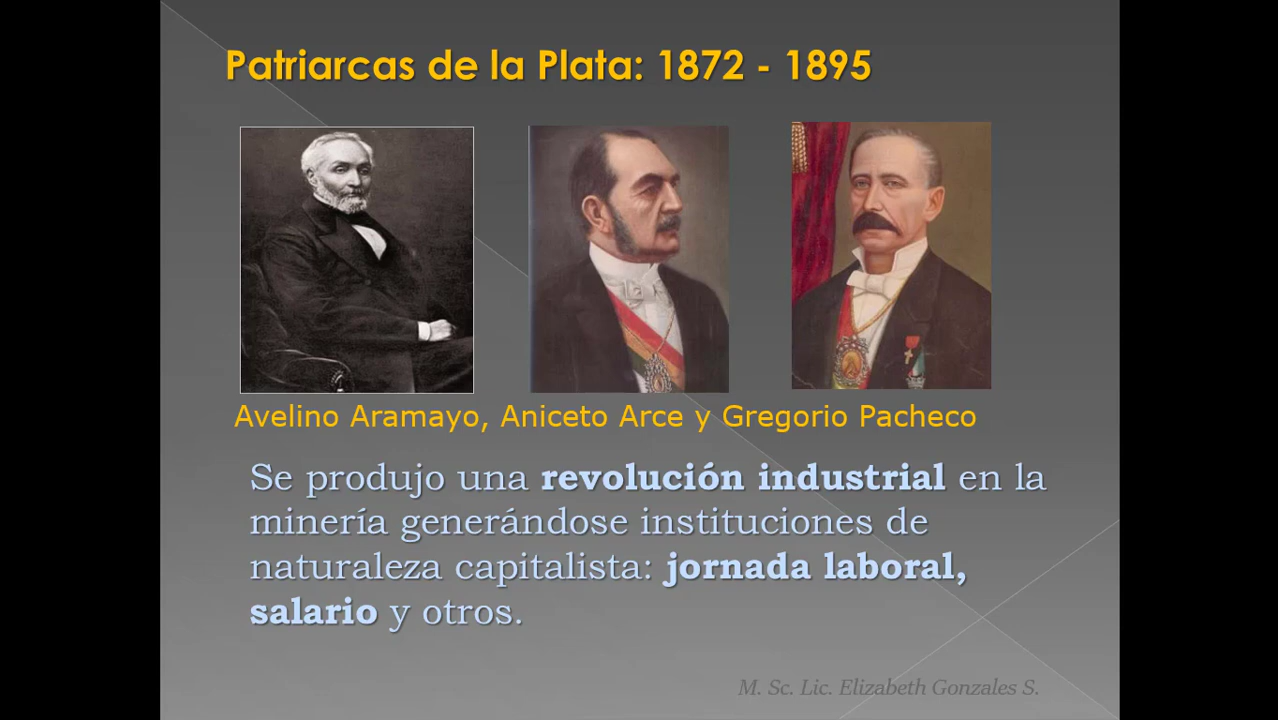 Patriarcas de la Plata: 1872 - 1895
Avelino Aramayo, Aniceto Arce y Gregorio Pacheco
Se produjo una revolución industrial en la
minería generándose instituciones de
naturaleza capitalista: jornada laboral,
salario y otros.
M. Sc. Lic. Elizabeth Gonzales S.